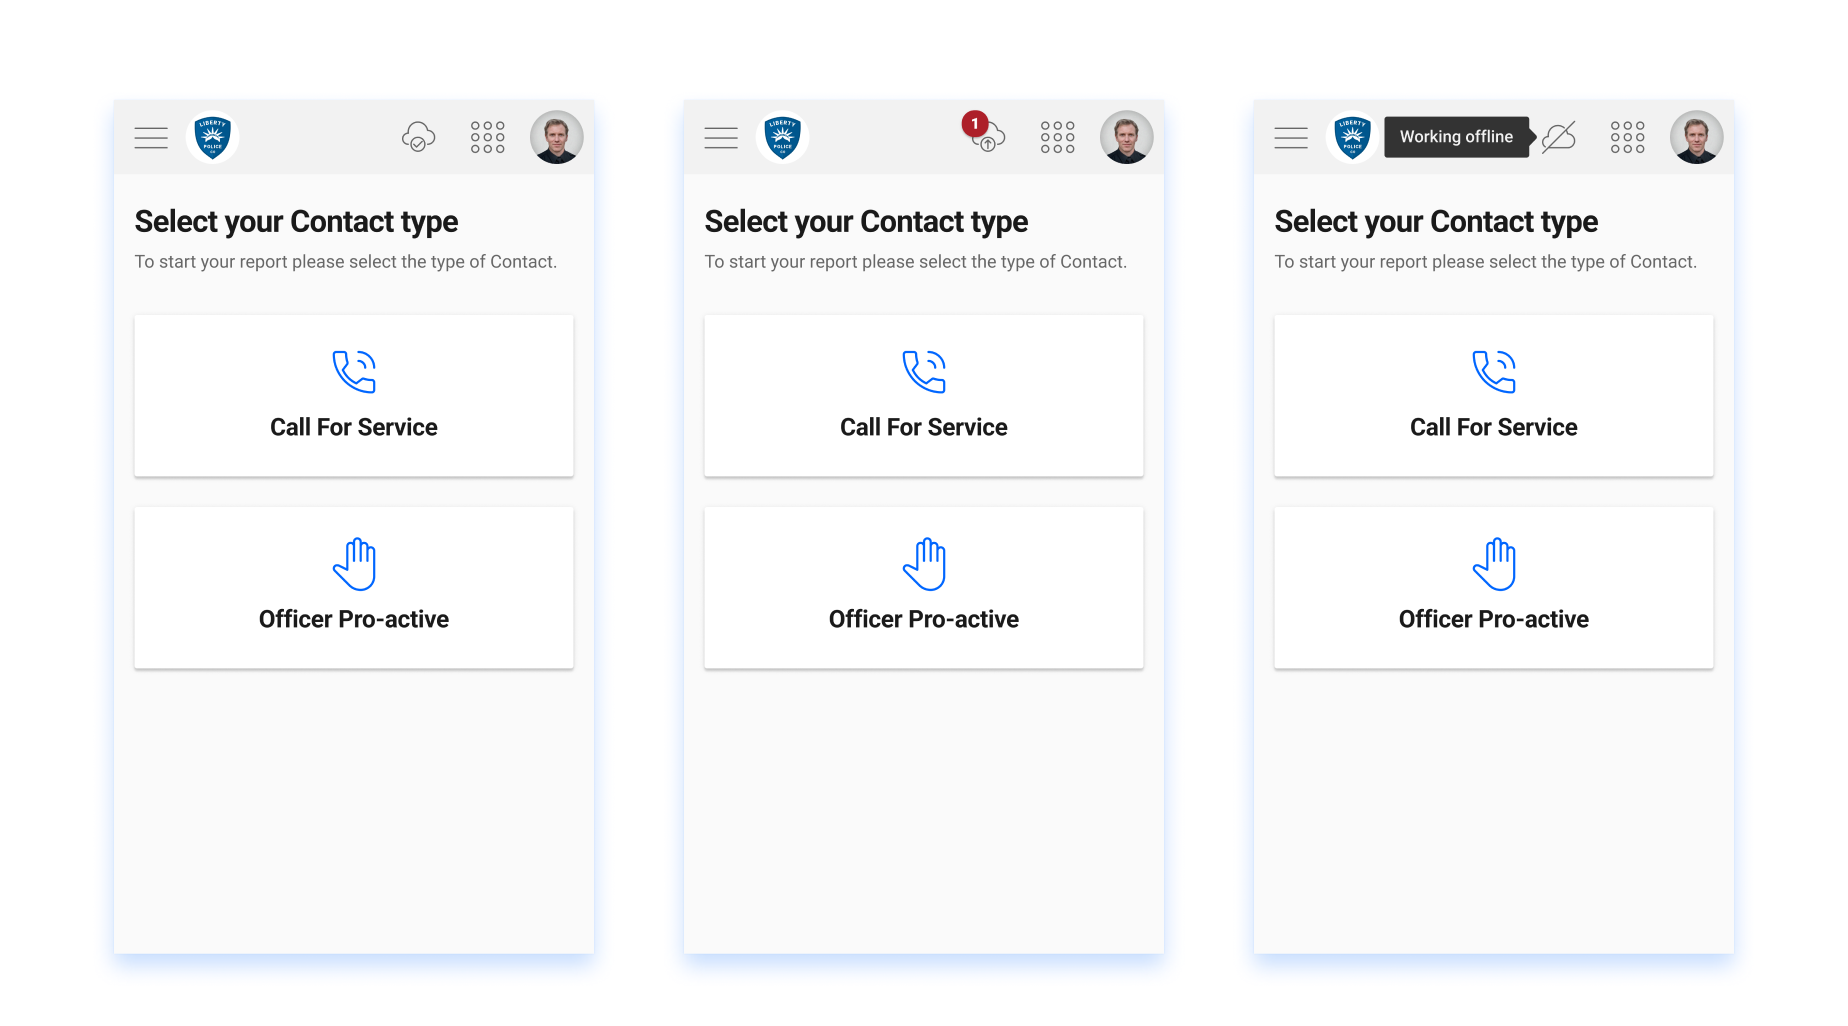 LIBERTY
POLICE
CO
Select your Contact type
To start your report please select the type of Contact.
Call For Service
Officer Pro-active
LIBERTY
POLICE
CO
1
Select your Contact type
To start your report please select the type of Contact.
Call For Service
Officer Pro-active
LIBERTY
POLICE
CO
Working offline
Select your Contact type
To start your report please select the type of Contact.
Call For Service
Officer Pro-active